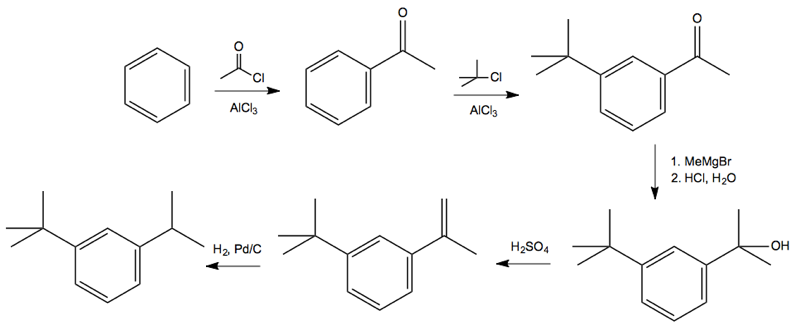 O
O
Cl
AlCl3
Cl
AlCl3
O
1. MeMgBr
2. HCl, H2O
OH
H2SO4
H2, Pd/C